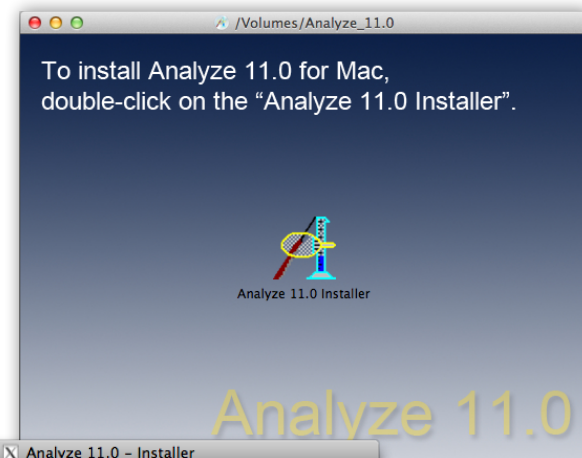 /Volumes/Analyze_11.0
To install Analyze 11.0 for Mac,
double-click on the “Analyze 11.0 Installer”.
Analyze 11.0 Installer
Analyze 11.0
Analyze 11.0 – Installer